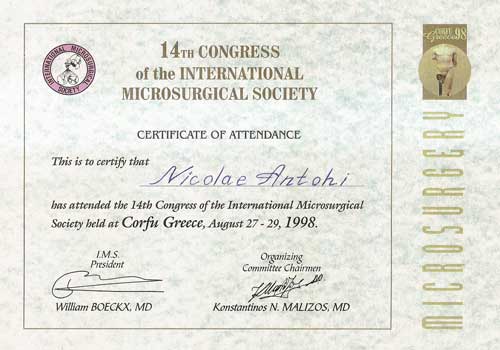 INTERNATIONAL MICROSURGICAL SOCIETY
14TH CONGRESS
of the INTERNATIONAL
MICROSURGICAL SOCIETY
CORFU
Greece 98
CERTIFICATE OF ATTENDANCE
This is to certify that
Nicolae Antohi
has attended the 14th Congress of the International Microsurgical
Society held at Corfu Greece, August 27 - 29, 1998.
I.M.S.
President
William BOECKX, MD
Organizing
Committee Chairmen
Konstantinos N. MALIZOS, MD
MICROSURGERY